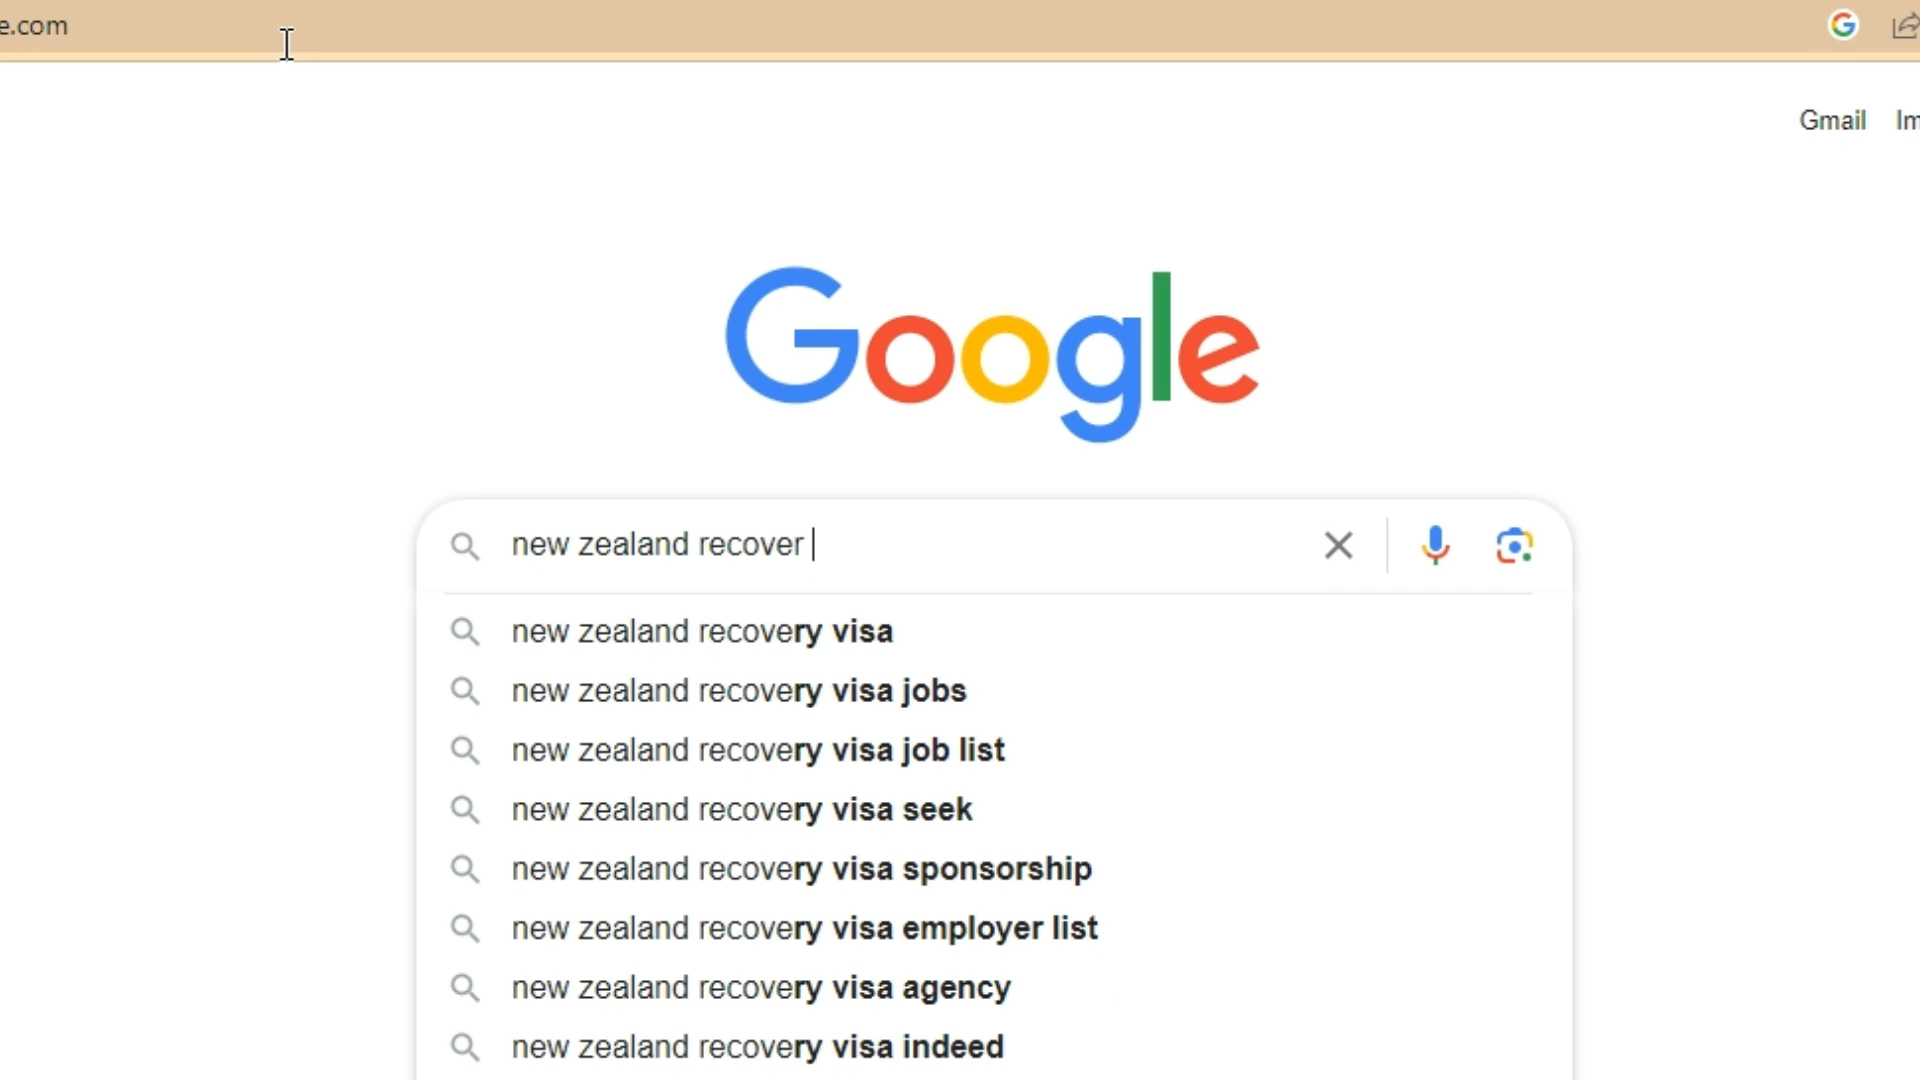 e.com
Gmail Im
Google
new zealand recover
new zealand recovery visa
new zealand recovery visa jobs
new zealand recovery visa job list
new zealand recovery visa seek
new zealand recovery visa sponsorship
new zealand recovery visa employer list
new zealand recovery visa agency
new zealand recovery visa indeed